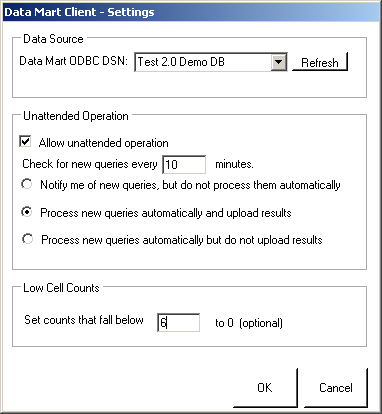 Data Mart Client - Settings
Data Source
Data Mart ODBC DSN: Test 2.0 Demo DB Refresh
Unattended Operation
Allow unattended operation
Check for new queries every 10 minutes.
Notify me of new queries, but do not process them automatically
Process new queries automatically and upload results
Process new queries automatically but do not upload results
Low Cell Counts
Set counts that fall below 6 to 0 (optional)
OK Cancel